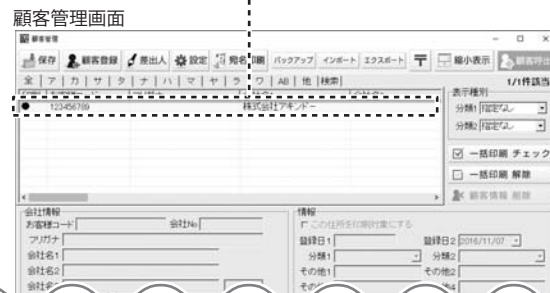 顧客管理画面
顧客管理
保存 顧客登録 差出人 設定 宛名印刷 バックアップ インポート エクスポート 〒 縮小表示 顧客呼出
全 ア カ サ タ ナ ハ マ ヤ ラ ワ AB 他 検索 1/1件該当
表示種別
● 123456789 株式会社アキンドー
分類1 指定なし
分類2 指定なし
一括印刷 チェック
一括印刷 解除
顧客情報 削除
会社情報 情報
お客様コード 会社No この住所を印刷対象にする
フリガナ 登録日1 登録日2 2016/11/07
会社名1 分類1 分類2
会社名2 その他1 その他2